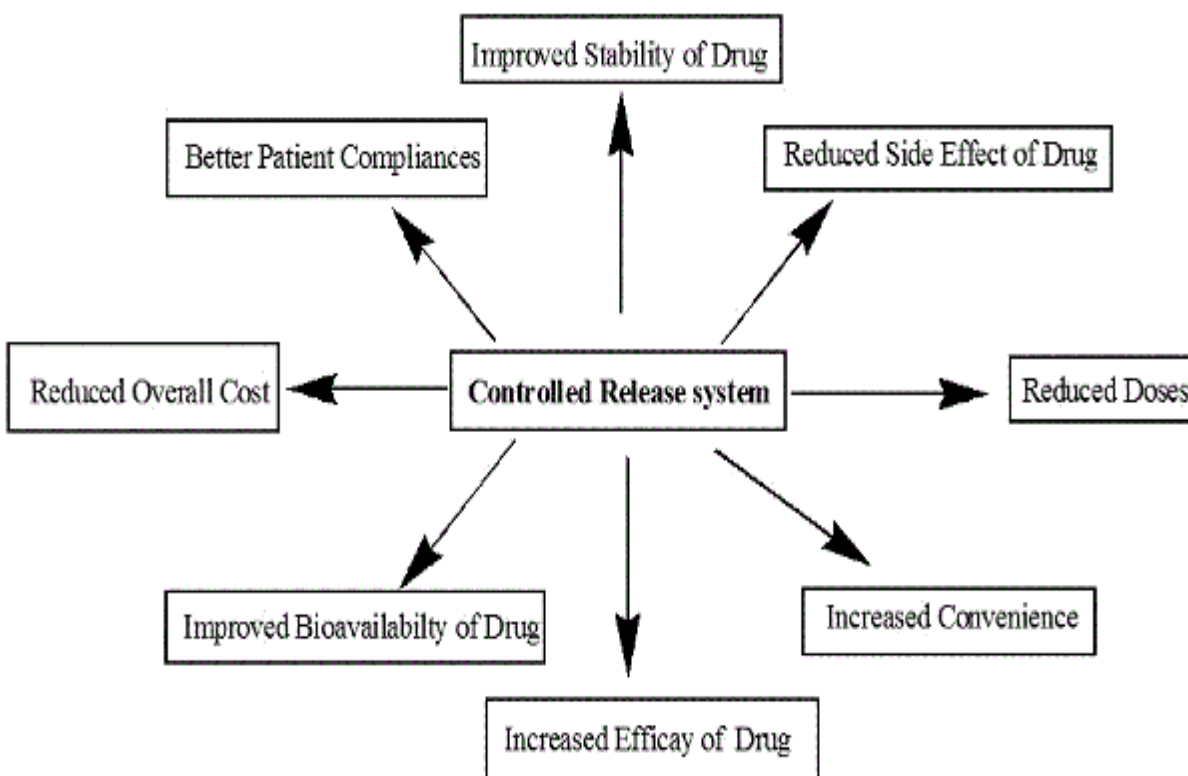 Improved Stability of Drug
Better Patient Compliances
Reduced Side Effect of Drug
Reduced Overall Cost
Controlled Release system
Reduced Doses
Improved Bioavailabilty of Drug
Increased Convenience
Increased Efficay of Drug